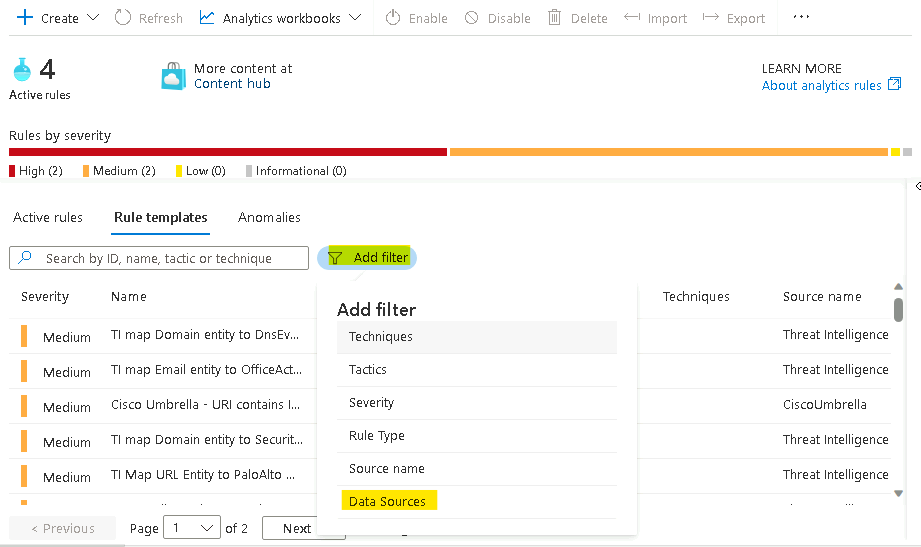 Create
Refresh
Analytics workbooks
Enable
Disable
Delete
Import
Export
...
4
Active rules
More content at
Content hub
LEARN MORE
About analytics rules
Rules by severity
High (2)
Medium (2)
Low (0)
Informational (0)
Active rules
Rule templates
Anomalies
Search by ID, name, tactic or technique
Add filter
Severity
Name
Techniques
Source name
Medium
TI map Domain entity to DnsEv...
Threat Intelligence
Medium
TI map Email entity to OfficeAct...
Threat Intelligence
Medium
Cisco Umbrella - URI contains I...
CiscoUmbrella
Medium
TI map Domain entity to Securit...
Threat Intelligence
Medium
TI Map URL Entity to PaloAlto ...
Threat Intelligence
Add filter
Techniques
Tactics
Severity
Rule Type
Source name
Data Sources
< Previous
Page 1 of 2
Next